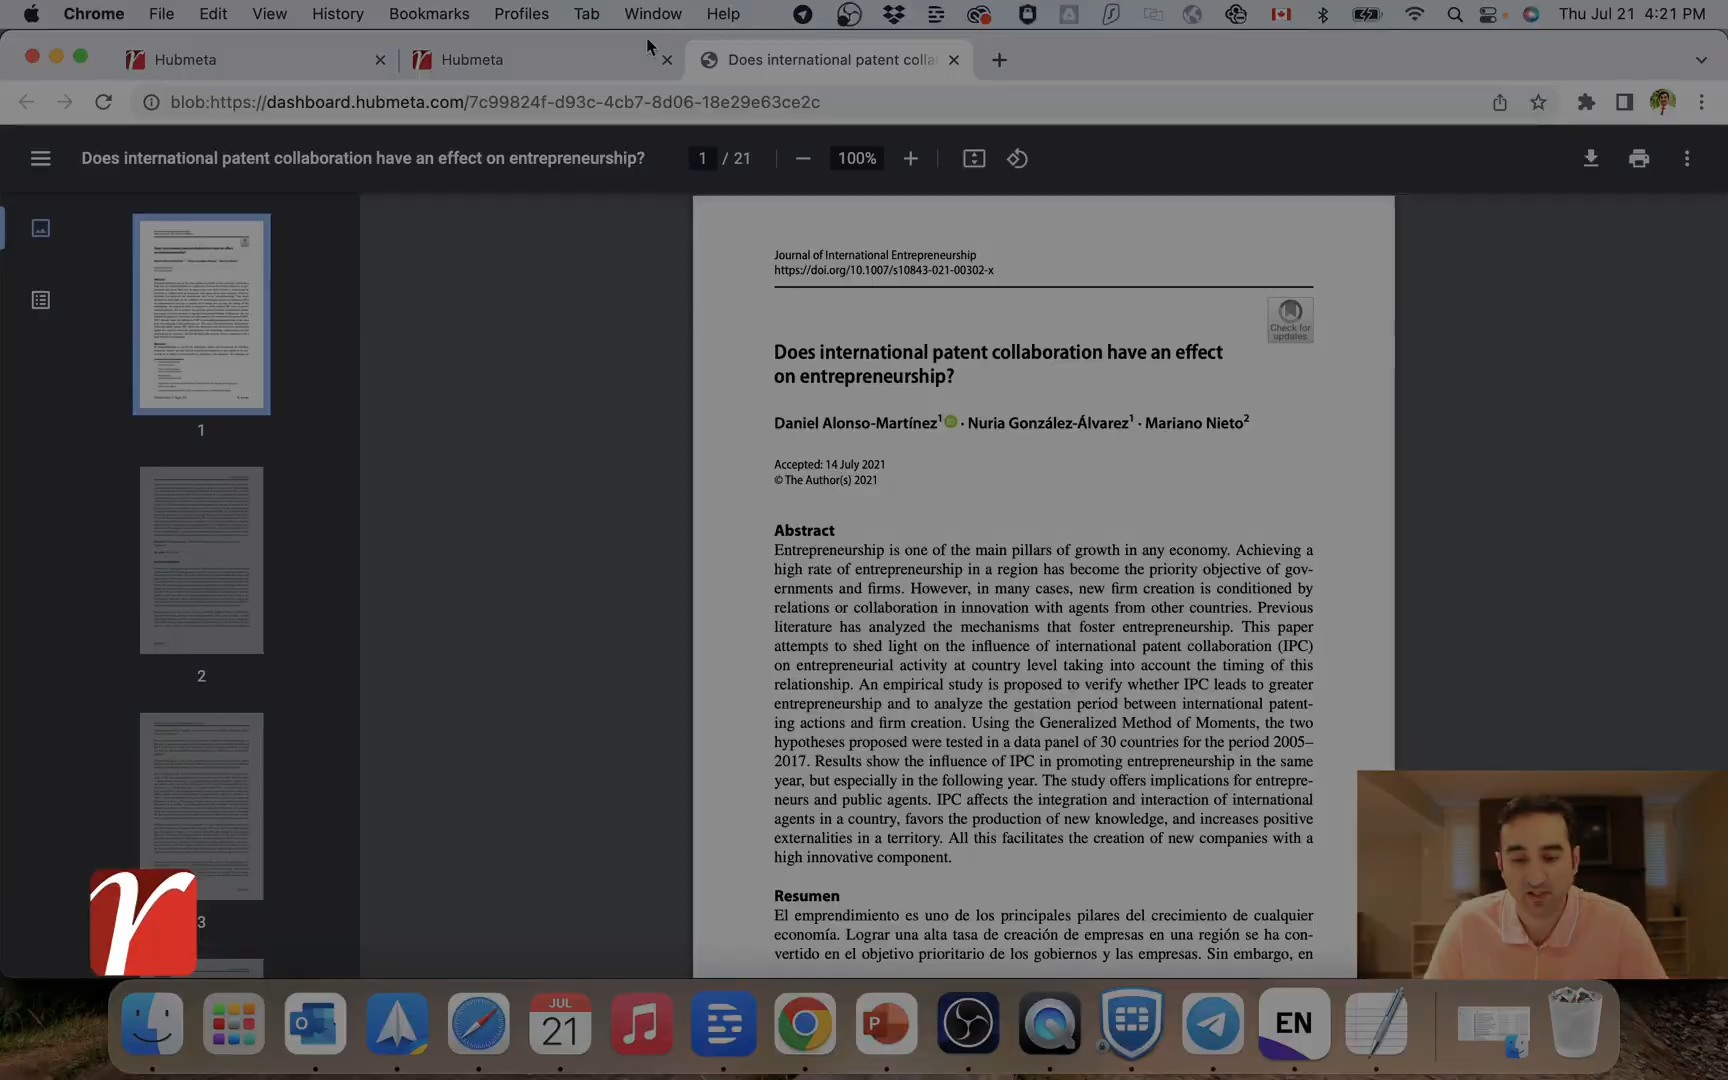 Chrome File Edit View History Bookmarks Profiles Tab Window Help Thu Jul 21 4:21 PM
Hubmeta
Hubmeta
Does international patent colla
blob:https://dashboard.hubmeta.com/7c99824f-d93c-4cb7-8d06-18e29e63ce2c
Does international patent collaboration have an effect on entrepreneurship?
1 / 21
100%
1
2
3
Journal of International Entrepreneurship
https://doi.org/10.1007/s10843-021-00302-x
Check for
updates
Does international patent collaboration have an effect
on entrepreneurship?
Daniel Alonso-Martínez1 · Nuria González-Álvarez1 · Mariano Nieto2
Accepted: 14 July 2021
© The Author(s) 2021
Abstract
Entrepreneurship is one of the main pillars of growth in any economy. Achieving a
high rate of entrepreneurship in a region has become the priority objective of gov-
ernments and firms. However, in many cases, new firm creation is conditioned by
relations or collaboration in innovation with agents from other countries. Previous
literature has analyzed the mechanisms that foster entrepreneurship. This paper
attempts to shed light on the influence of international patent collaboration (IPC)
on entrepreneurial activity at country level taking into account the timing of this
relationship. An empirical study is proposed to verify whether IPC leads to greater
entrepreneurship and to analyze the gestation period between international patent-
ing actions and firm creation. Using the Generalized Method of Moments, the two
hypotheses proposed were tested in a data panel of 30 countries for the period 2005–
2017. Results show the influence of IPC in promoting entrepreneurship in the same
year, but especially in the following year. The study offers implications for entrepre-
neurs and public agents. IPC affects the integration and interaction of international
agents in a country, favors the production of new knowledge, and increases positive
externalities in a territory. All this facilitates the creation of new companies with a
high innovative component.
Resumen
El emprendimiento es uno de los principales pilares del crecimiento de cualquier
economía. Lograr una alta tasa de creación de empresas en una región se ha con-
vertido en el objetivo prioritario de los gobiernos y las empresas. Sin embargo, en
r
JUL
21
EN